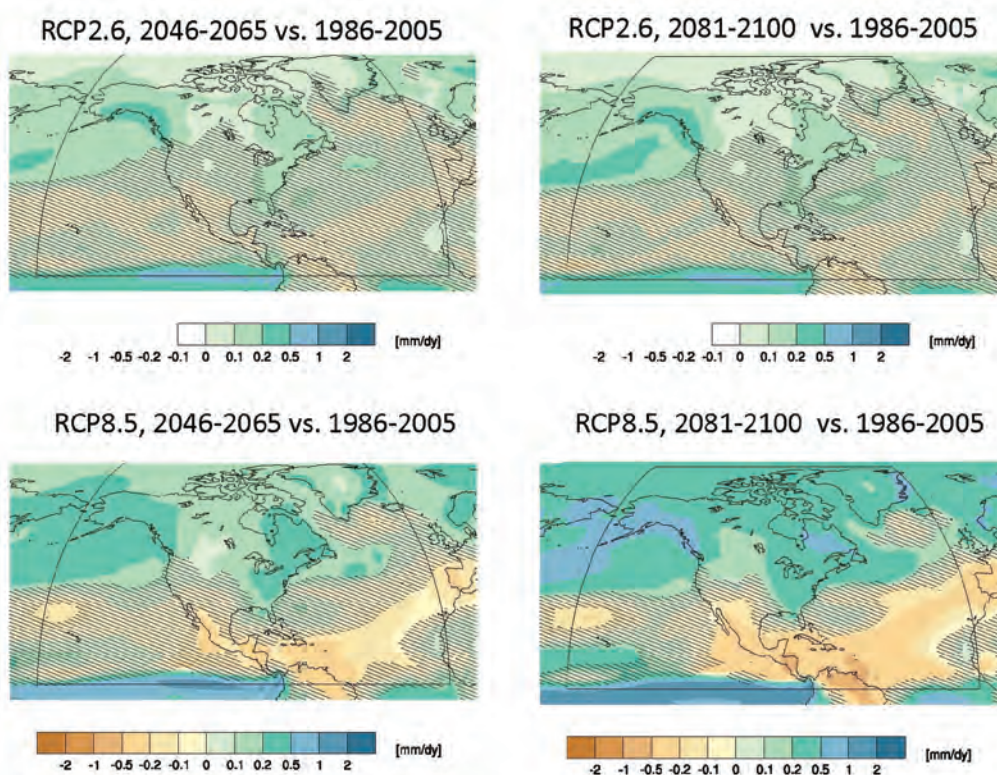 RCP2.6, 2046-2065 vs. 1986-2005
RCP2.6, 2081-2100 vs. 1986-2005
-2 -1 -0.5 -0.2 -0.1 0 0.1 0.2 0.5 1 2 [mm/dy]
-2 -1 -0.5 -0.2 -0.1 0 0.1 0.2 0.5 1 2 [mm/dy]
RCP8.5, 2046-2065 vs. 1986-2005
RCP8.5, 2081-2100 vs. 1986-2005
-2 -1 -0.5 -0.2 -0.1 0 0.1 0.2 0.5 1 2 [mm/dy]
-2 -1 -0.5 -0.2 -0.1 0 0.1 0.2 0.5 1 2 [mm/dy]